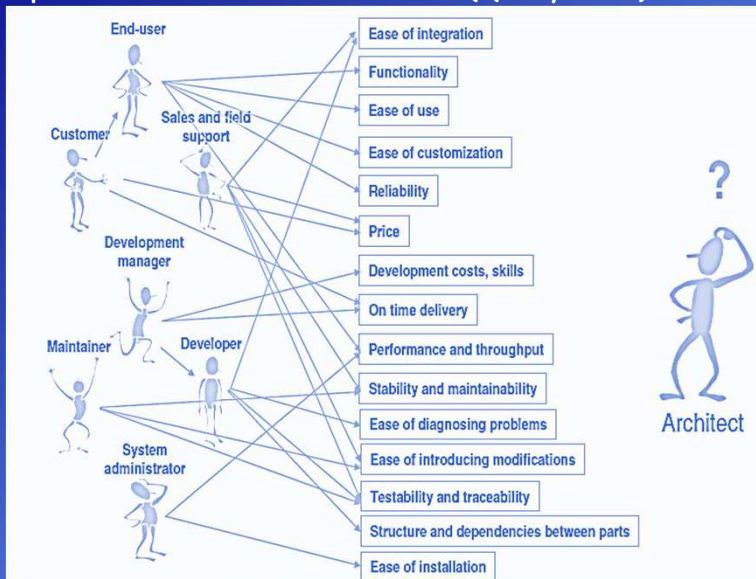 End-user
Sales and field
support
Customer
Development
manager
Maintainer
Developer
System
administrator
Ease of integration
Functionality
Ease of use
Ease of customization
Reliability
Price
Development costs, skills
On time delivery
Performance and throughput
Stability and maintainability
Ease of diagnosing problems
Ease of introducing modifications
Testability and traceability
Structure and dependencies between parts
Ease of installation
?
Architect